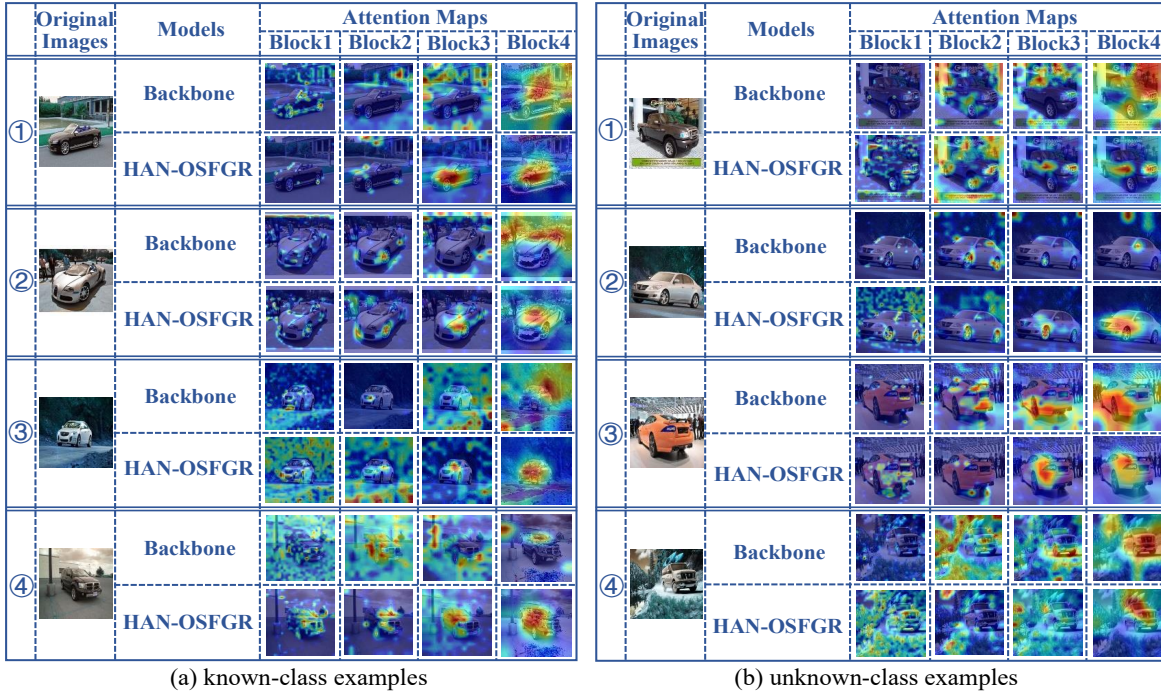 Original Images Models Attention Maps
Block1 Block2 Block3 Block4
① Backbone
HAN-OSFGR
② Backbone
HAN-OSFGR
③ Backbone
HAN-OSFGR
④ Backbone
HAN-OSFGR
(a) known-class examples
Original Images Models Attention Maps
Block1 Block2 Block3 Block4
① Backbone
HAN-OSFGR
② Backbone
HAN-OSFGR
③ Backbone
HAN-OSFGR
④ Backbone
HAN-OSFGR
(b) unknown-class examples